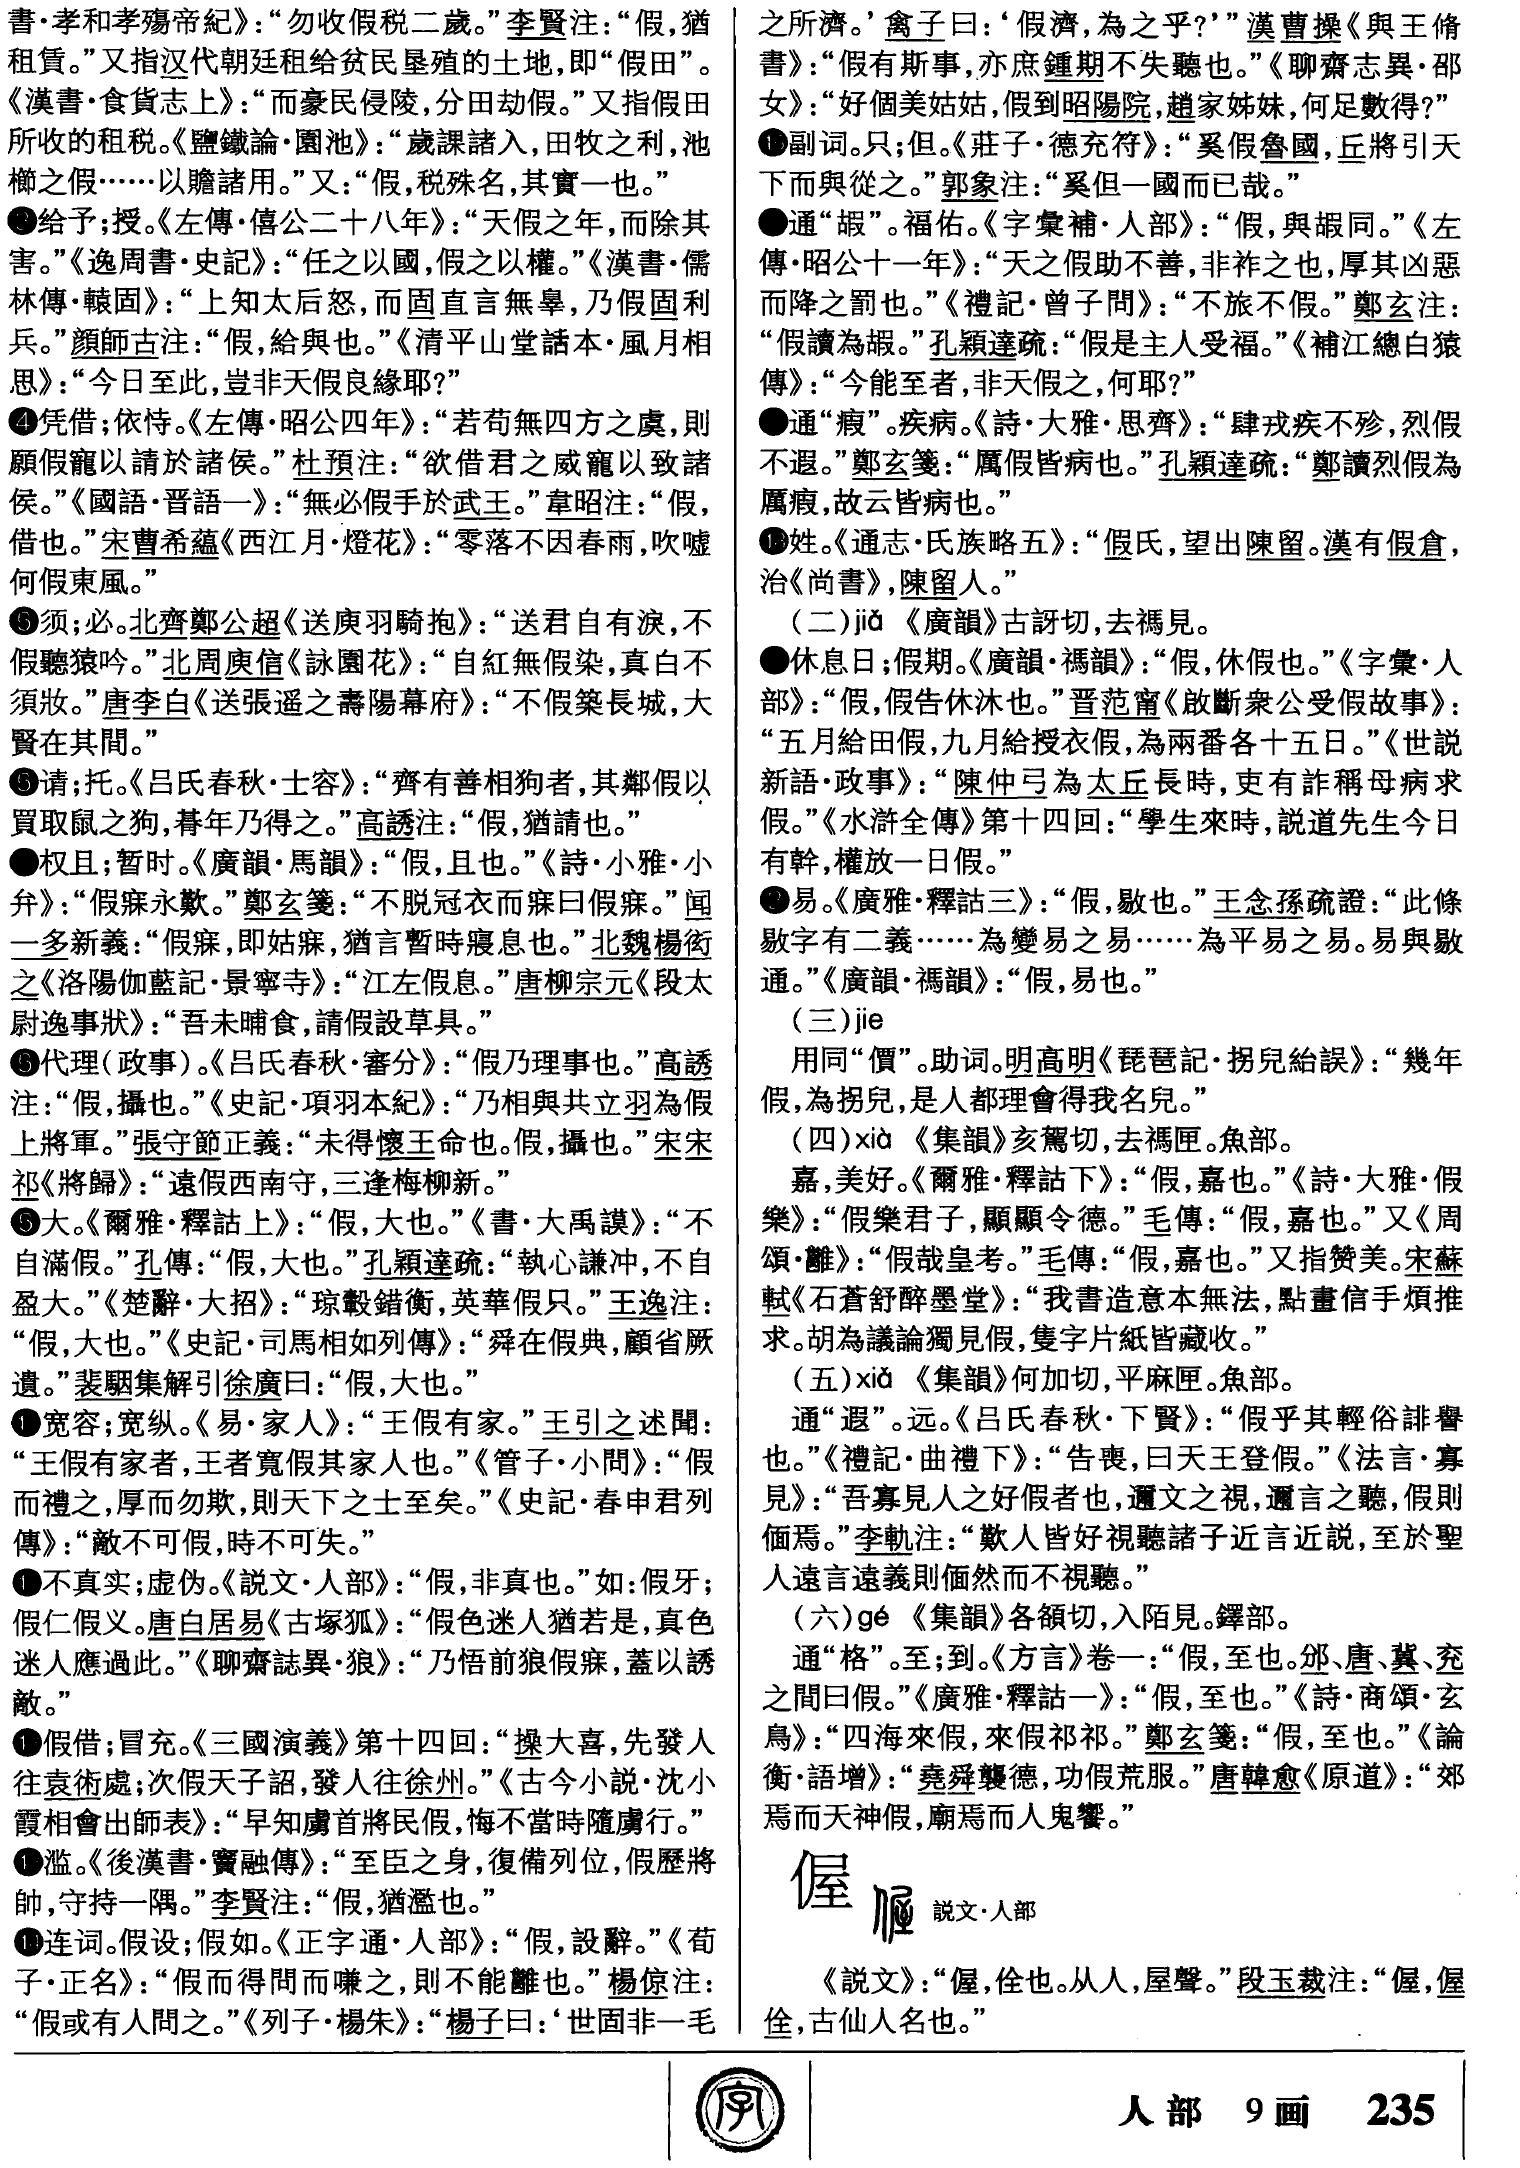 書·孝和孝殤帝紀》：“勿收假税二歲。”李賢注：“假，猶
租賃。”又指汉代朝廷租给贫民垦殖的土地，即“假田”。
《漢書·食貨志上》：“而豪民侵陵，分田劫假。”又指假田
所收的租税。《鹽鐵論·園池》：“歲課諸入，田牧之利，池
䉤之假……以贍諸用。”又：“假，税殊名，其實一也。”
❸给予；授。《左傳·僖公二十八年》：“天假之年，而除其
害。”《逸周書·史記》：“任之以國，假之以權。”《漢書·儒
林傳·轅固》：“上知太后怒，而固直言無辠，乃假固利
兵。”顏師古注：“假，給與也。”《清平山堂話本·風月相
思》：“今日至此，豈非天假良緣耶？”
❹凭借；依恃。《左傳·昭公四年》：“若苟無四方之虞，則
願假寵以請於諸侯。”杜預注：“欲借君之威寵以致諸
侯。”《國語·晋語一》：“無必假手於武王。”韋昭注：“假，
借也。”宋曹希蘊《西江月·燈花》：“零落不因春雨，吹噓
何假東風。”
❺须；必。北齊鄭公超《送庾羽騎抱》：“送君自有淚，不
假聽猿吟。”北周庾信《詠園花》：“自紅無假染，真白不
須妝。”唐李白《送張遥之壽陽幕府》：“不假築長城，大
賢在其間。”
❺请；托。《吕氏春秋·士容》：“齊有善相狗者，其鄰假以
買取鼠之狗，朞年乃得之。”高誘注：“假，猶請也。”
●权且；暂时。《廣韻·馬韻》：“假，且也。”《詩·小雅·小
弁》：“假寐永歎。”鄭玄箋：“不脱冠衣而寐曰假寐。”闻
一多新義：“假寐，即姑寐，猶言暫時寢息也。”北魏楊衒
之《洛陽伽藍記·景寧寺》：“江左假息。”唐柳宗元《段太
尉逸事狀》：“吾未晡食，請假設草具。”
❻代理（政事）。《吕氏春秋·審分》：“假乃理事也。”高誘
注：“假，攝也。”《史記·項羽本紀》：“乃相與共立羽為假
上將軍。”張守節正義：“未得懷王命也。假，攝也。”宋宋
祁《將歸》：“遠假西南守，三逢梅柳新。”
❺大。《爾雅·釋詁上》：“假，大也。”《書·大禹謨》：“不
自滿假。”孔傳：“假，大也。”孔穎達疏：“執心謙冲，不自
盈大。”《楚辭·大招》：“瓊轂錯衡，英華假只。”王逸注：
“假，大也。”《史記·司馬相如列傳》：“舜在假典，顧省厥
遺。”裴駰集解引徐廣曰：“假，大也。”
❶宽容；宽纵。《易·家人》：“王假有家。”王引之述聞：
“王假有家者，王者寬假其家人也。”《管子·小問》：“假
而禮之，厚而勿欺，則天下之士至矣。”《史記·春申君列
傳》：“敵不可假，時不可失。”
❶不真实；虚伪。《説文·人部》：“假，非真也。”如：假牙；
假仁假义。唐白居易《古塚狐》：“假色迷人猶若是，真色
迷人應過此。”《聊齋誌異·狼》：“乃悟前狼假寐，蓋以誘
敵。”
❶假借；冒充。《三國演義》第十四回：“操大喜，先發人
往袁術處；次假天子詔，發人往徐州。”《古今小説·沈小
霞相會出師表》：“早知虜首將民假，悔不當時隨虜行。”
❶滥。《後漢書·竇融傳》：“至臣之身，復備列位，假歷將
帥，守持一隅。”李賢注：“假，猶濫也。”
❶连词。假设；假如。《正字通·人部》：“假，設辭。”《荀
子·正名》：“假而得問而嗛之，則不能離也。”楊倞注：
“假或有人問之。”《列子·楊朱》：“楊子曰：‘世固非一毛
之所濟。’禽子曰：‘假濟，為之乎？’”漢曹操《與王脩
書》：“假有斯事，亦庶鍾期不失聽也。”《聊齋志異·邵
女》：“好個美姑姑，假到昭陽院，趙家姊妹，何足數得？”
❶副词。只；但。《莊子·德充符》：“奚假魯國，丘將引天
下而與從之。”郭象注：“奚但一國而已哉。”
●通“嘏”。福佑。《字彙補·人部》：“假，與嘏同。”《左
傳·昭公十一年》：“天之假助不善，非祚之也，厚其凶惡
而降之罰也。”《禮記·曾子問》：“不旅不假。”鄭玄注：
“假讀為嘏。”孔穎達疏：“假是主人受福。”《補江總白猿
傳》：“今能至者，非天假之，何耶？”
●通“瘕”。疾病。《詩·大雅·思齊》：“肆戎疾不殄，烈假
不遐。”鄭玄箋：“厲假皆病也。”孔穎達疏：“鄭讀烈假為
厲瘕，故云皆病也。”
❶姓。《通志·氏族略五》：“假氏，望出陳留。漢有假倉，
治《尚書》，陳留人。”
（二）jià 《廣韻》古訝切，去禡見。
●休息日；假期。《廣韻·禡韻》：“假，休假也。”《字彙·人
部》：“假，假告休沐也。”晋范甯《啟斷衆公受假故事》：
“五月給田假，九月給授衣假，為兩番各十五日。”《世説
新語·政事》：“陳仲弓為太丘長時，吏有詐稱母病求
假。”《水滸全傳》第十四回：“學生來時，説道先生今日
有幹，權放一日假。”
❷易。《廣雅·釋詁三》：“假，敭也。”王念孫疏證：“此條
敭字有二義……為變易之易……為平易之易。易與敭
通。”《廣韻·禡韻》：“假，易也。”
（三）jie
用同“價”。助词。明高明《琵琶記·拐兒紿誤》：“幾年
假，為拐兒，是人都理會得我名兒。”
（四）xià 《集韻》亥駕切，去禡匣。魚部。
嘉，美好。《爾雅·釋詁下》：“假，嘉也。”《詩·大雅·假
樂》：“假樂君子，顯顯令德。”毛傳：“假，嘉也。”又《周
頌·雝》：“假哉皇考。”毛傳：“假，嘉也。”又指赞美。宋蘇
軾《石蒼舒醉墨堂》：“我書造意本無法，點畫信手煩推
求。胡為議論獨見假，隻字片紙皆藏收。”
（五）xiá 《集韻》何加切，平麻匣。魚部。
通“遐”。远。《吕氏春秋·下賢》：“假乎其輕俗誹譽
也。”《禮記·曲禮下》：“告喪，曰天王登假。”《法言·寡
見》：“吾寡見人之好假者也，邇文之視，邇言之聽，假則
偭焉。”李軌注：“歎人皆好視聽諸子近言近説，至於聖
人遠言遠義則偭然而不視聽。”
（六）gé 《集韻》各額切，入陌見。鐸部。
通“格”。至；到。《方言》卷一：“假，至也。邠、唐、冀、兖
之間曰假。”《廣雅·釋詁一》：“假，至也。”《詩·商頌·玄
鳥》：“四海來假，來假祁祁。”鄭玄箋：“假，至也。”《論
衡·語增》：“堯舜襲德，功假荒服。”唐韓愈《原道》：“郊
焉而天神假，廟焉而人鬼饗。”
偓 偓 説文·人部
《説文》：“偓，佺也。从人，屋聲。”段玉裁注：“偓，偓
佺，古仙人名也。”
字 人部 9画 235